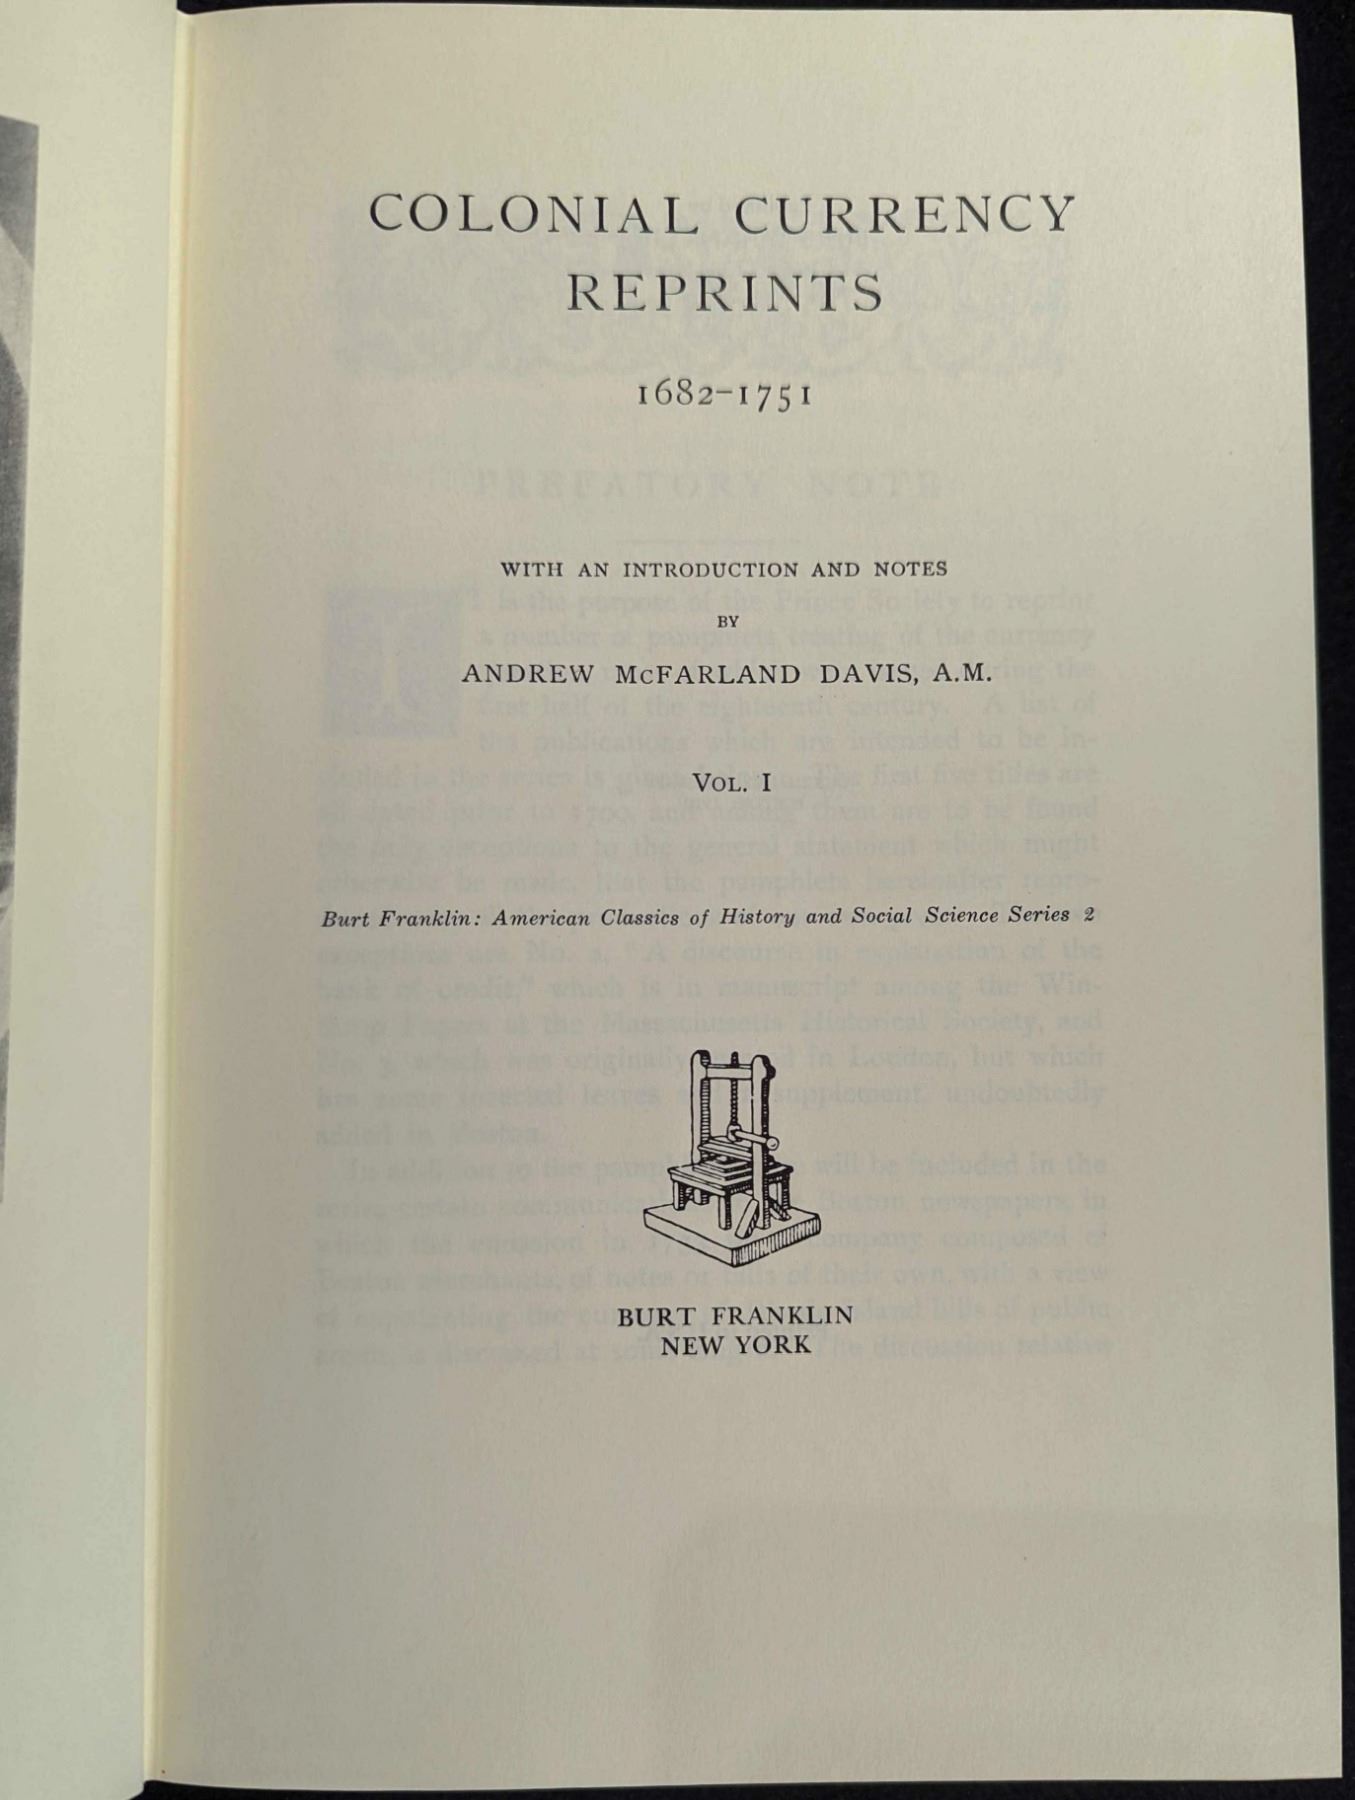 COLONIAL CURRENCY
REPRINTS
1682–1751
WITH AN INTRODUCTION AND NOTES
BY
ANDREW McFARLAND DAVIS, A.M.
VOL. I
Burt Franklin: American Classics of History and Social Science Series 2
BURT FRANKLIN
NEW YORK